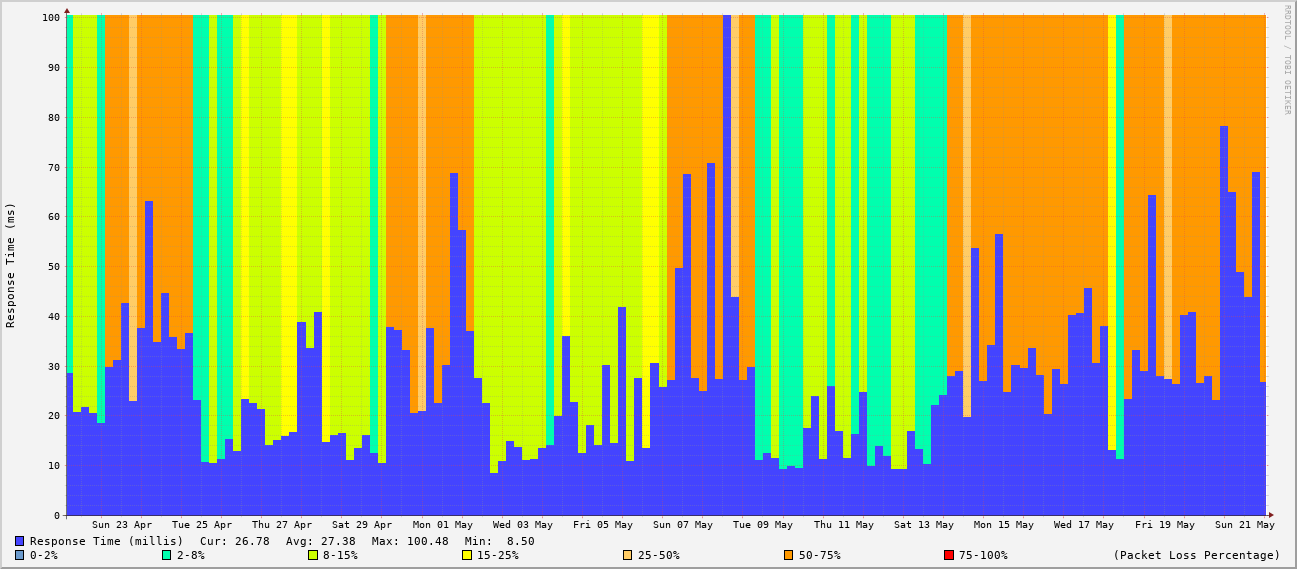 RRDTOOL / TOBI OETIKER
Response Time (ms)
100
90
80
70
60
50
40
30
20
10
0
Sun 23 Apr Tue 25 Apr Thu 27 Apr Sat 29 Apr Mon 01 May Wed 03 May Fri 05 May Sun 07 May Tue 09 May Thu 11 May Sat 13 May Mon 15 May Wed 17 May Fri 19 May Sun 21 May
Response Time (millis) Cur: 26.78 Avg: 27.38 Max: 100.48 Min: 8.50
0-2% 2-8% 8-15% 15-25% 25-50% 50-75% 75-100% (Packet Loss Percentage)